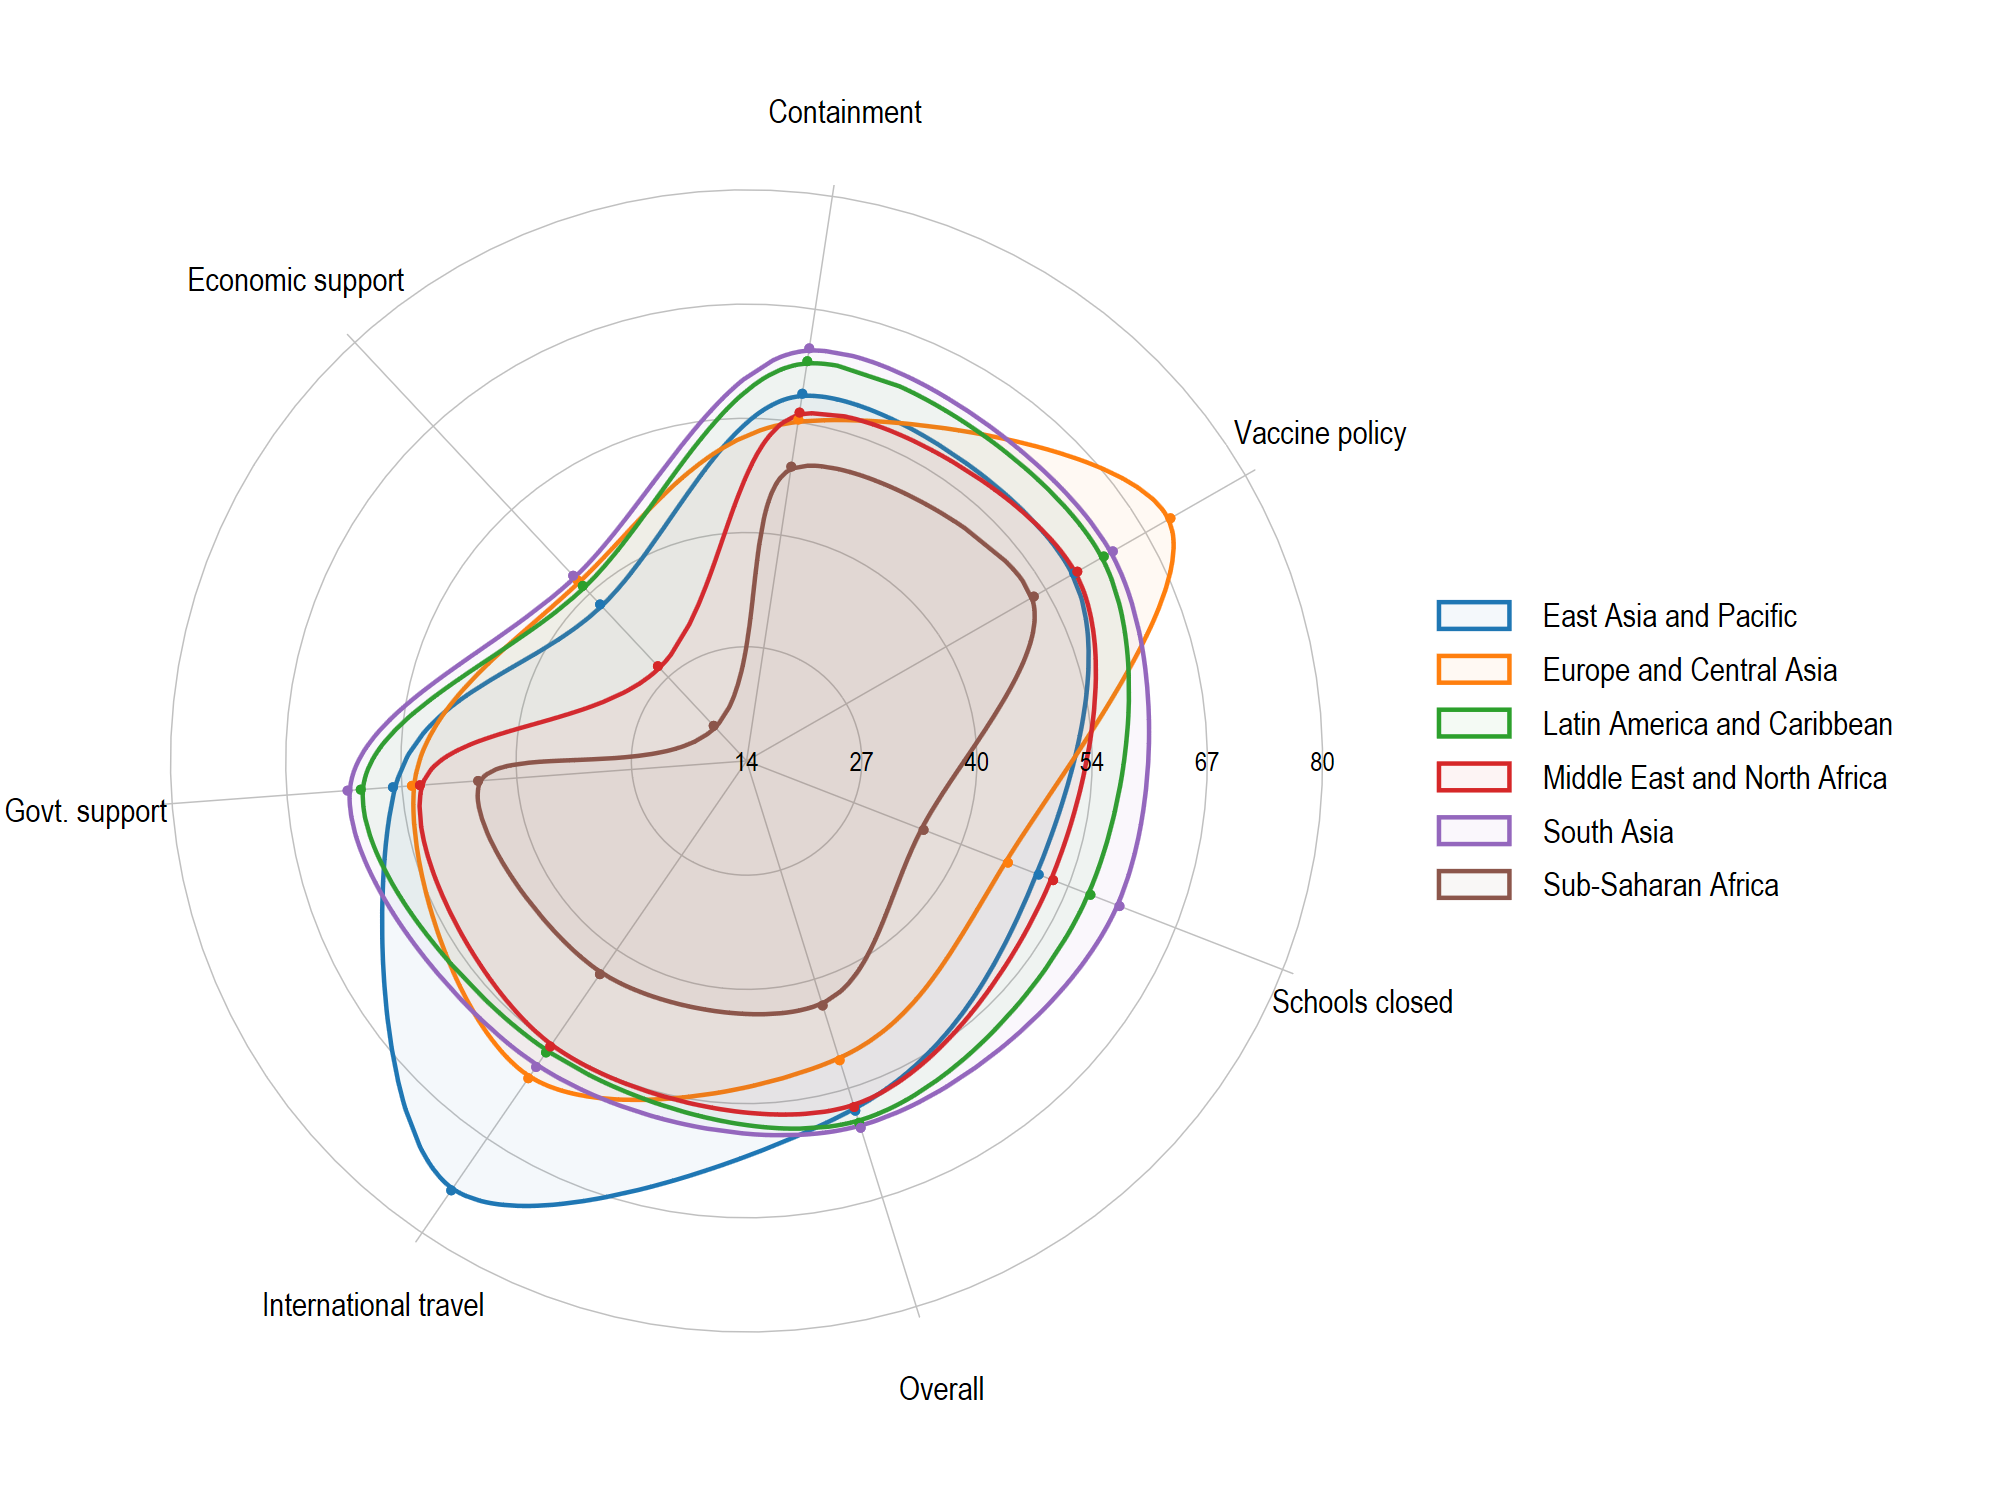 Containment
Economic support
Vaccine policy
Govt. support
14 27 40 54 67 80
Schools closed
International travel
Overall
East Asia and Pacific
Europe and Central Asia
Latin America and Caribbean
Middle East and North Africa
South Asia
Sub-Saharan Africa